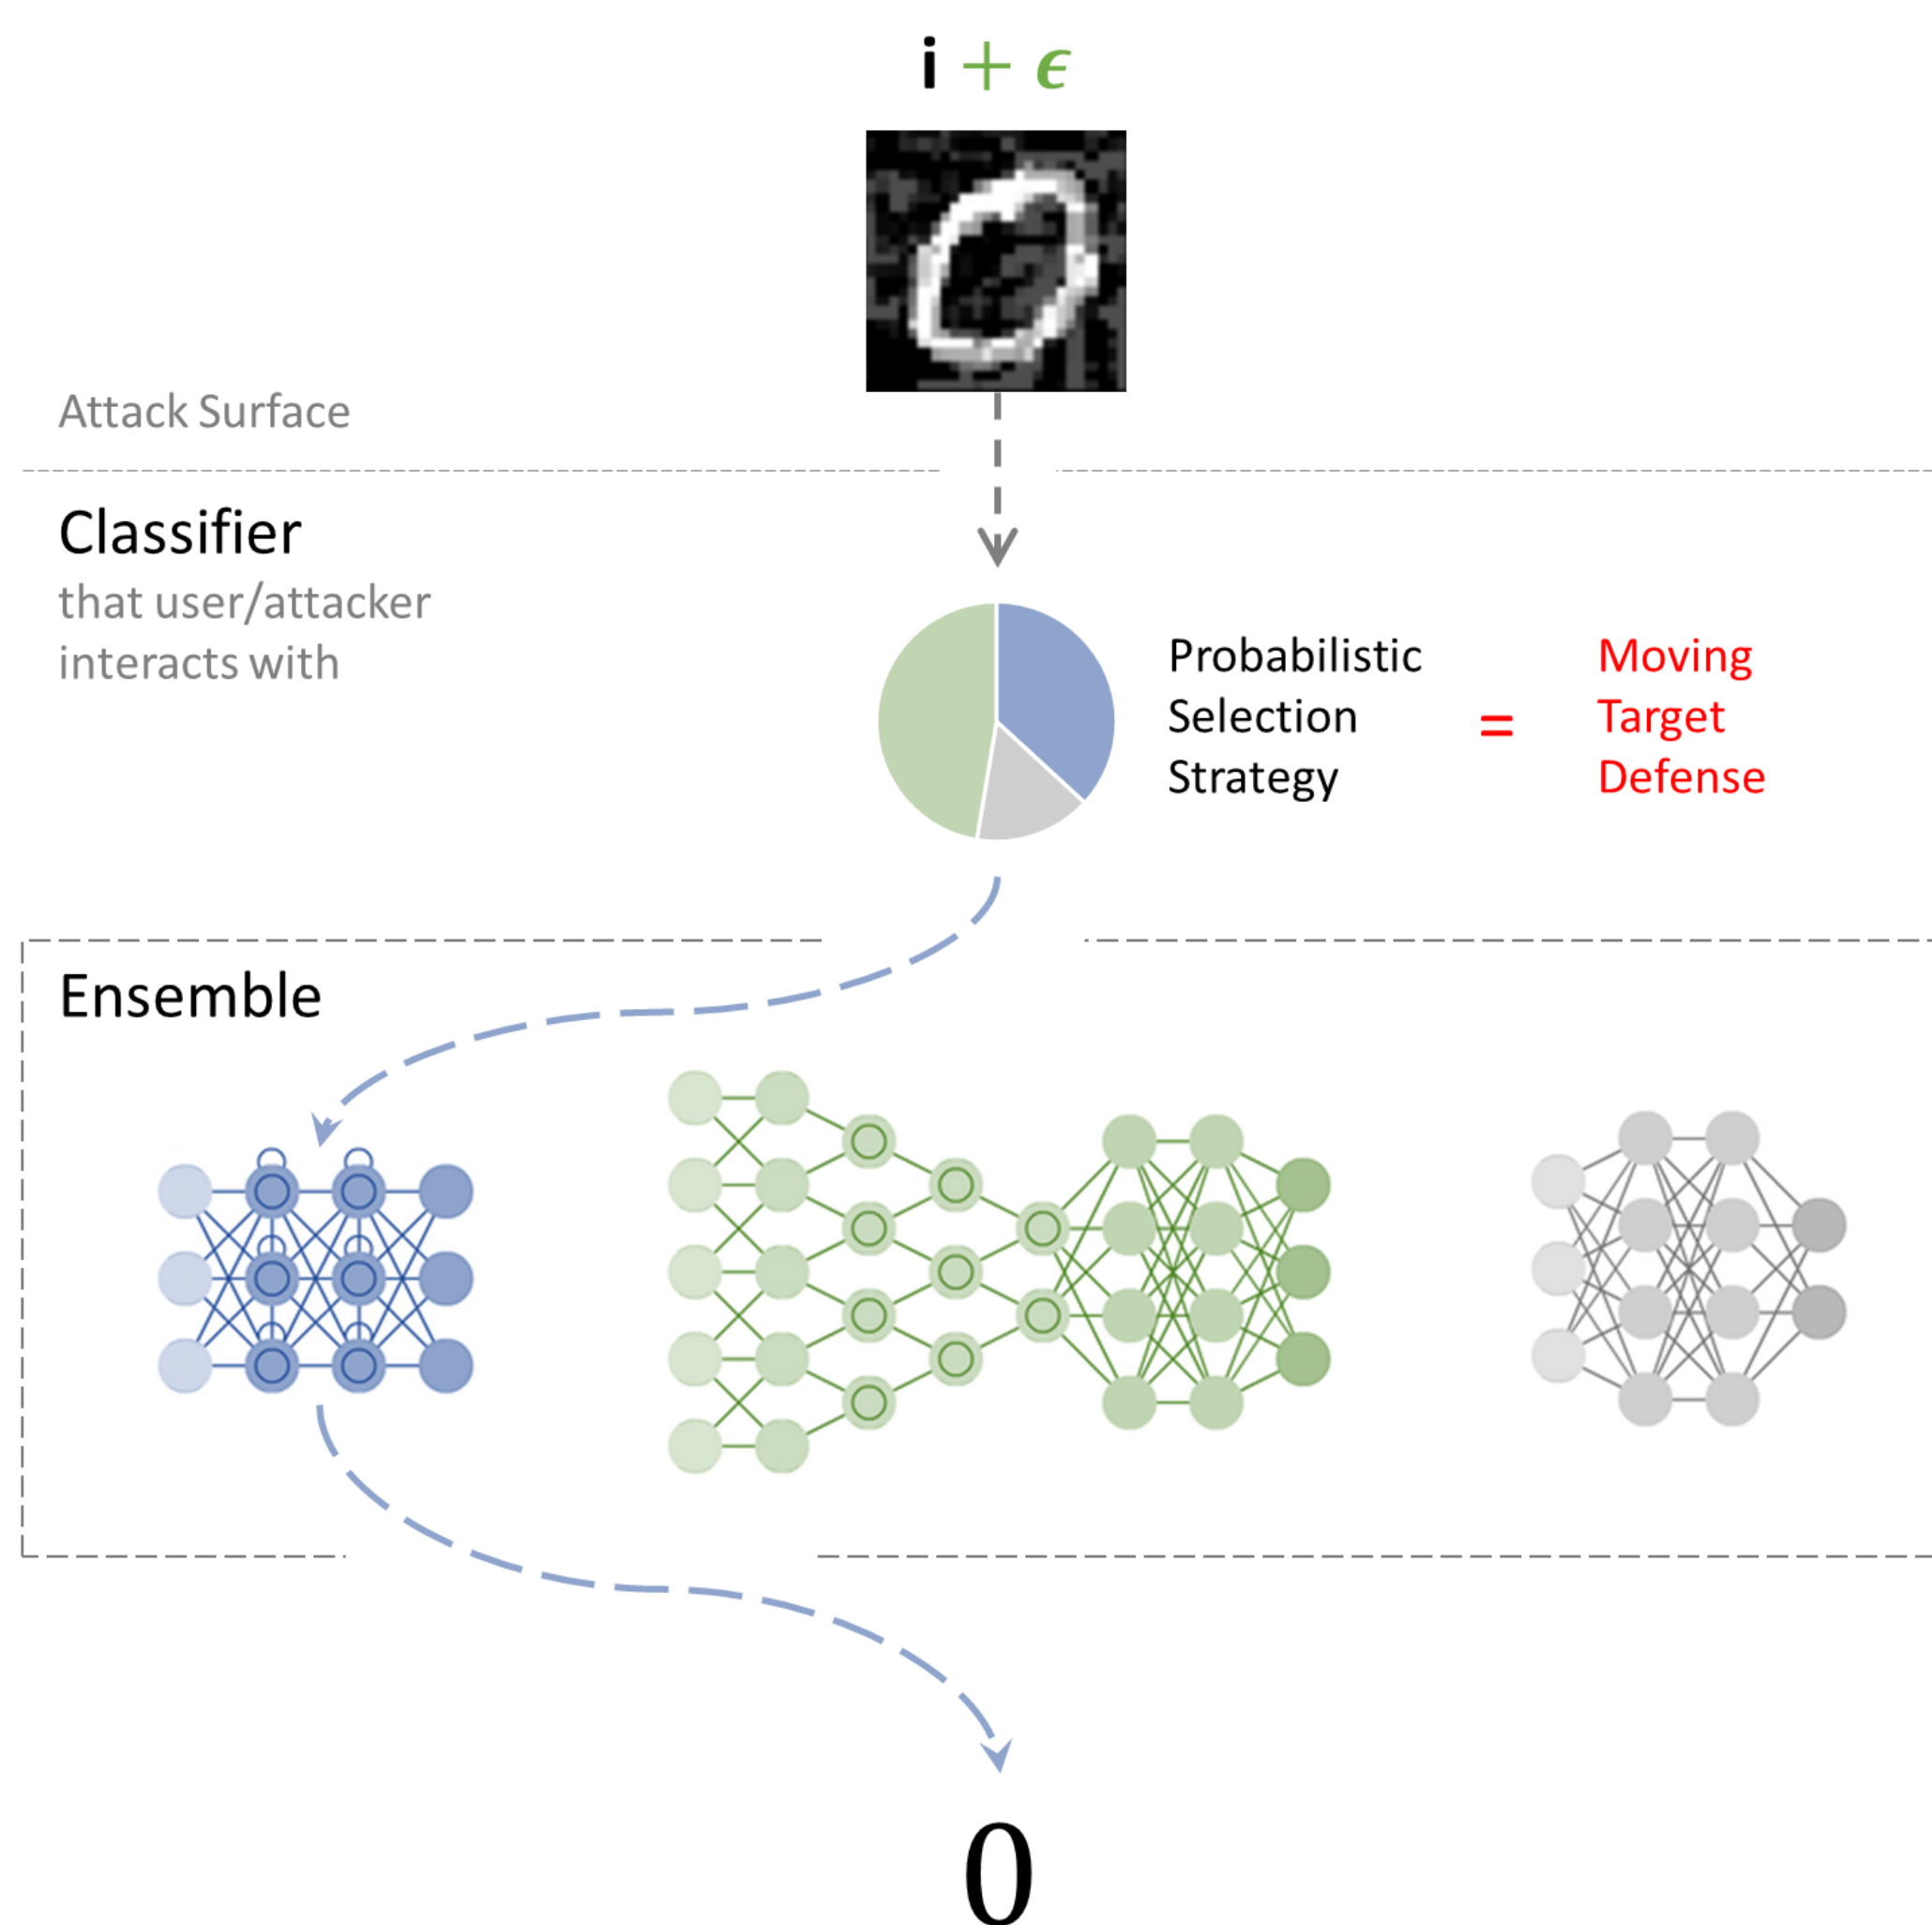 i + ϵ
Attack Surface
Classifier
that user/attacker
interacts with
Probabilistic
Selection
Strategy
=
Moving
Target
Defense
Ensemble
0